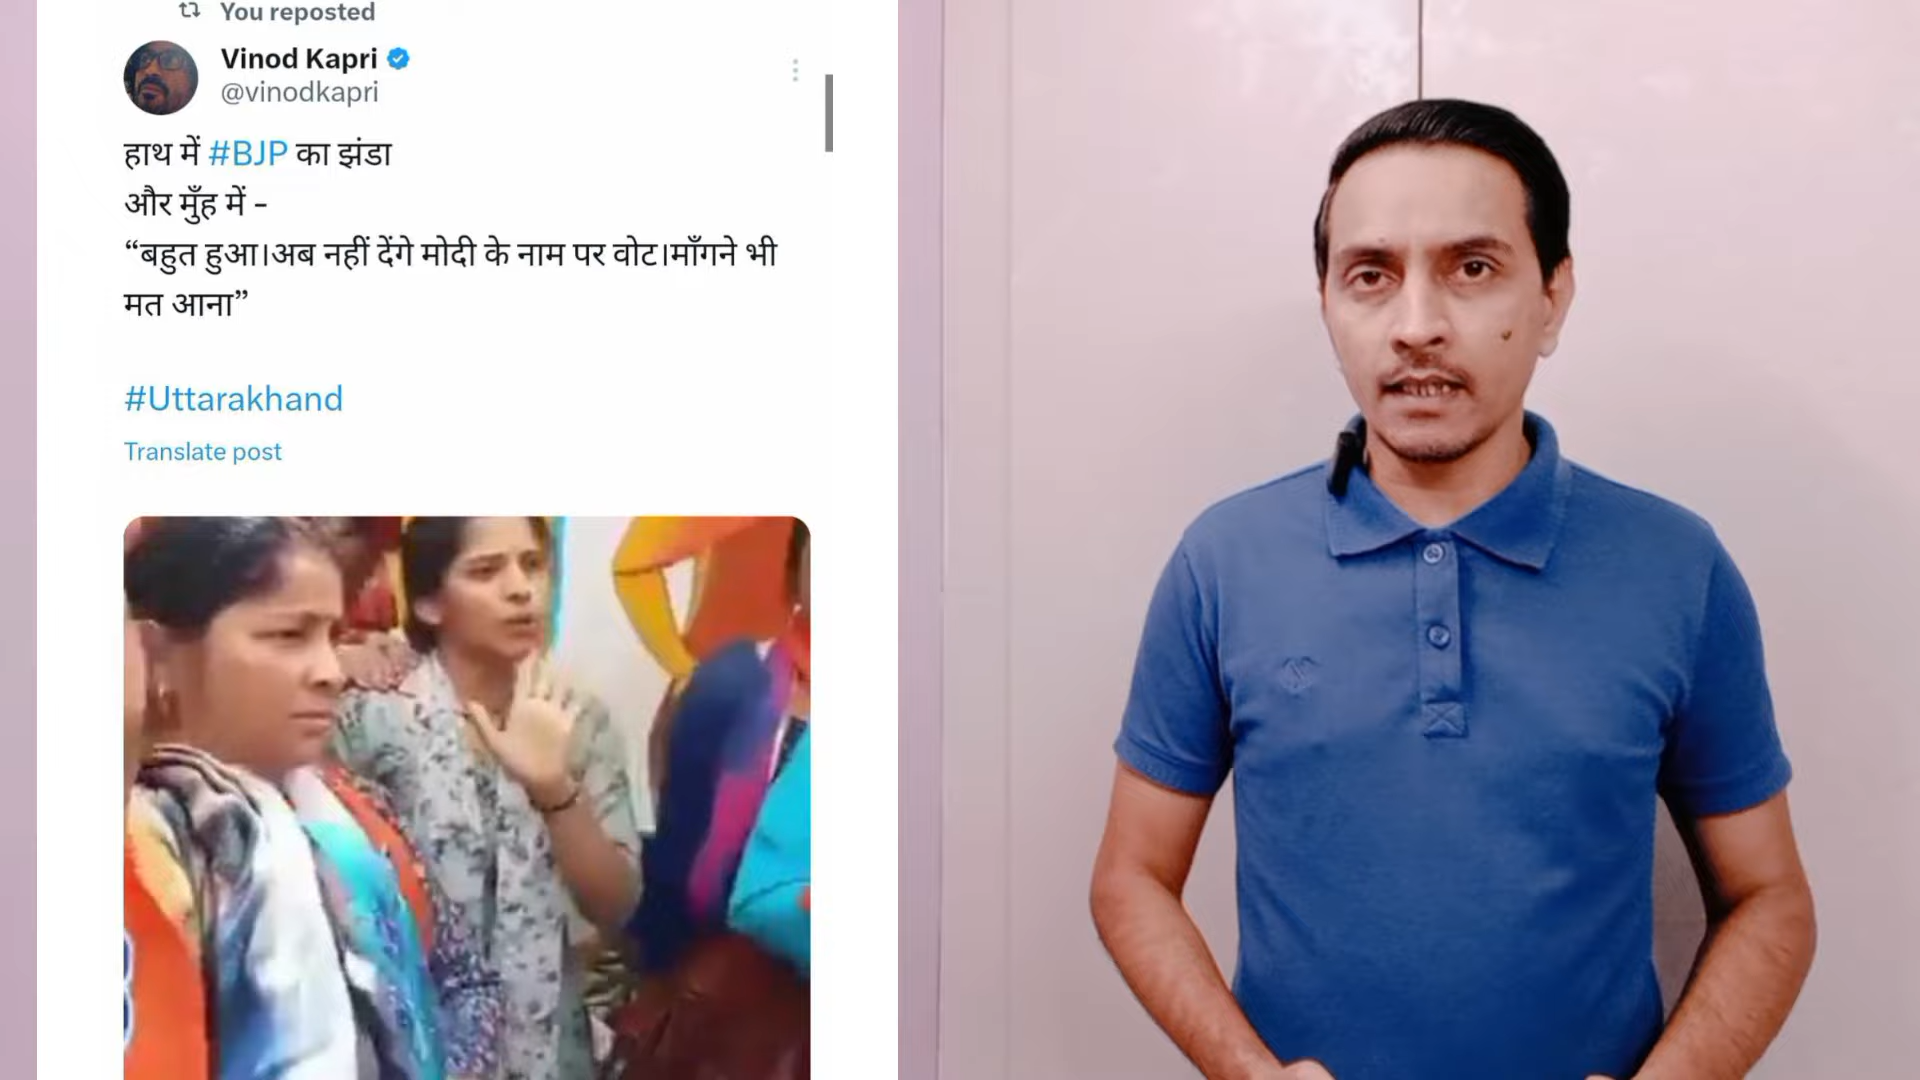 You reposted
Vinod Kapri
@vinodkapri
हाथ में #BJP का झंडा
और मुँह में -
“बहुत हुआ।अब नहीं देंगे मोदी के नाम पर वोट।माँगने भी
मत आना”
#Uttarakhand
Translate post